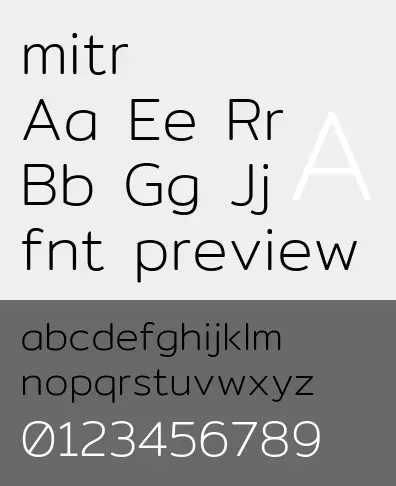 mitr
Aa Ee Rr
A
Bb Gg Jj
fnt preview
abcdefghijklm
nopqrstuvwxyz
0123456789